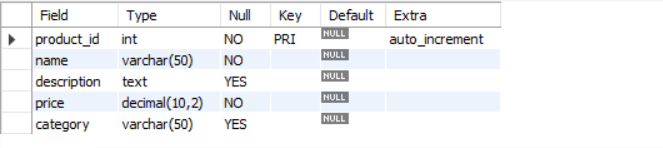 Field Type Null Key Default Extra
product_id int NO PRI NULL auto_increment
name varchar(50) NO NULL
description text YES NULL
price decimal(10,2) NO NULL
category varchar(50) YES NULL